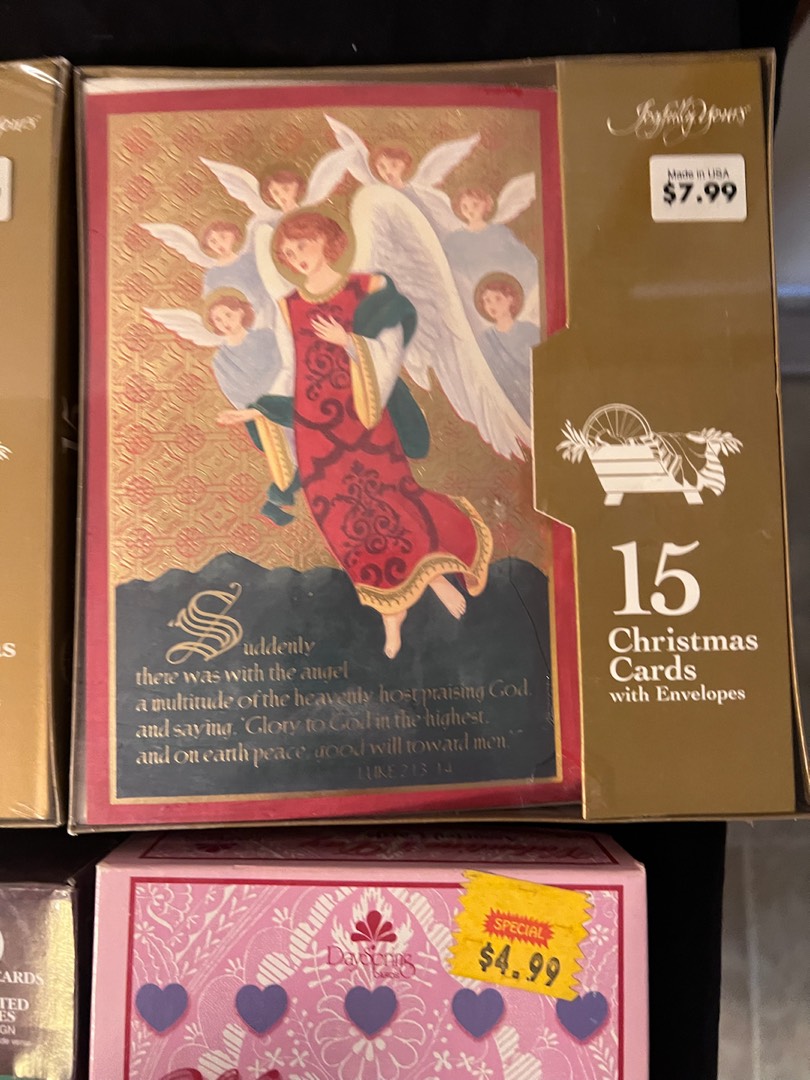 Joyfully Yours
Made in USA
$7.99
15
Christmas
Cards
with Envelopes
Suddenly
there was with the angel
a multitude of the heavenly host praising God,
and saying, "Glory to God in the highest,
and on earth peace, good will toward men."
LUKE 2:13-14
DaySpring
SPECIAL
$4.99
CARDS